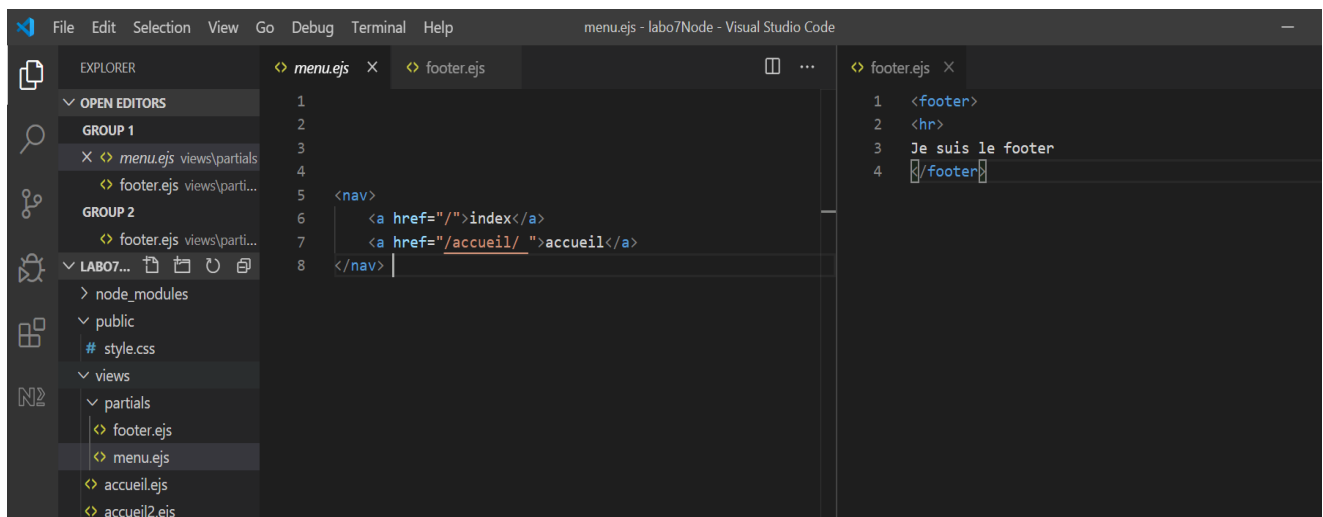 File Edit Selection View Go Debug Terminal Help menu.ejs - labo7Node - Visual Studio Code
EXPLORER
OPEN EDITORS
GROUP 1
menu.ejs views\partials
footer.ejs views\parti...
GROUP 2
footer.ejs views\parti...
LABO7...
node_modules
public
# style.css
views
partials
footer.ejs
menu.ejs
accueil.ejs
accueil2.ejs
menu.ejs footer.ejs
1
2
3
4
5 <nav>
6 <a href="/">index</a>
7 <a href="/accueil/ ">accueil</a>
8 </nav>
footer.ejs
1 <footer>
2 <hr>
3 Je suis le footer
4 </footer>